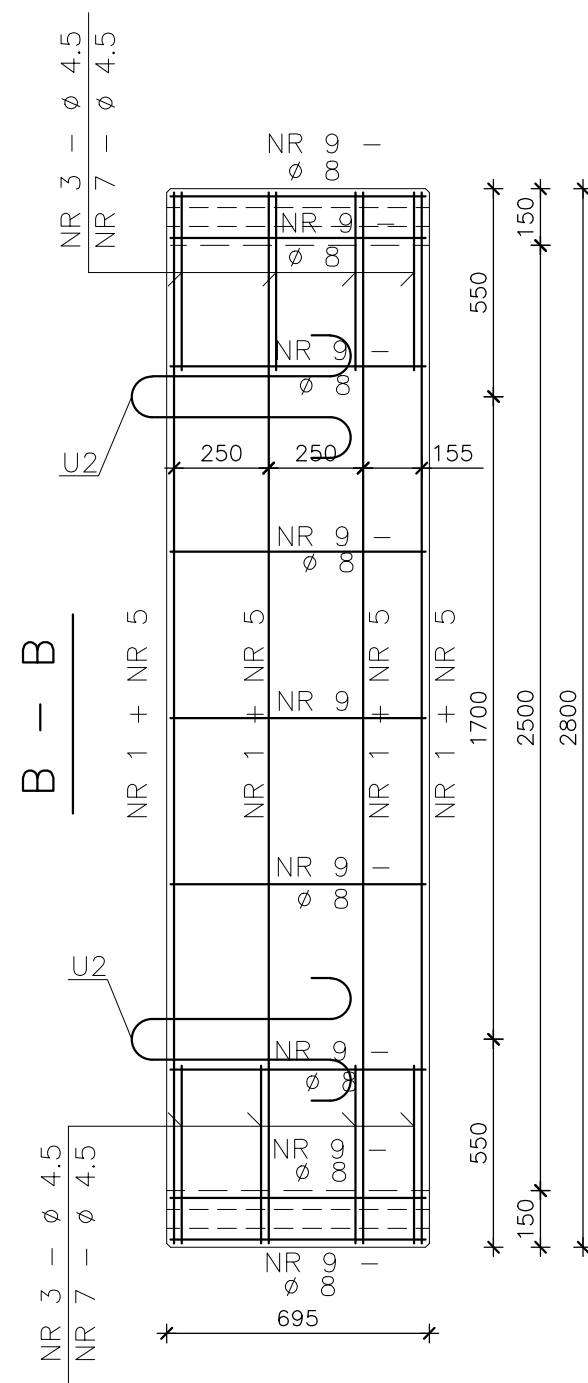 NR 3 - ø 4.5
NR 7 - ø 4.5
NR 9 -
ø 8
NR 9 -
ø 8
150
550
NR 9 -
ø 8
U2
250
250
155
NR 9 -
ø 8
B - B
NR 1 + NR 5
NR 1 + NR 5
NR 1 + NR 5
NR 1 + NR 5
NR 9
1700
2500
2800
NR 9 -
ø 8
U2
NR 9 -
ø 8
550
NR 9 -
ø 8
150
NR 3 - ø 4.5
NR 7 - ø 4.5
NR 9 -
ø 8
695